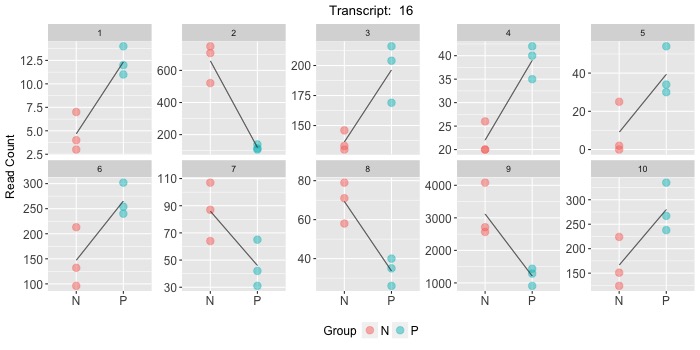 Transcript: 16
1 2 3 4 5
12.5 10.0 7.5 5.0 2.5
600 400 200
200 150
40 35 30 25 20
40 20 0
Read Count
6 7 8 9 10
300 250 200 150 100
110 90 70 50 30
80 60 40
4000 3000 2000 1000
300 250 200 150
N P N P N P N P N P
Group N P